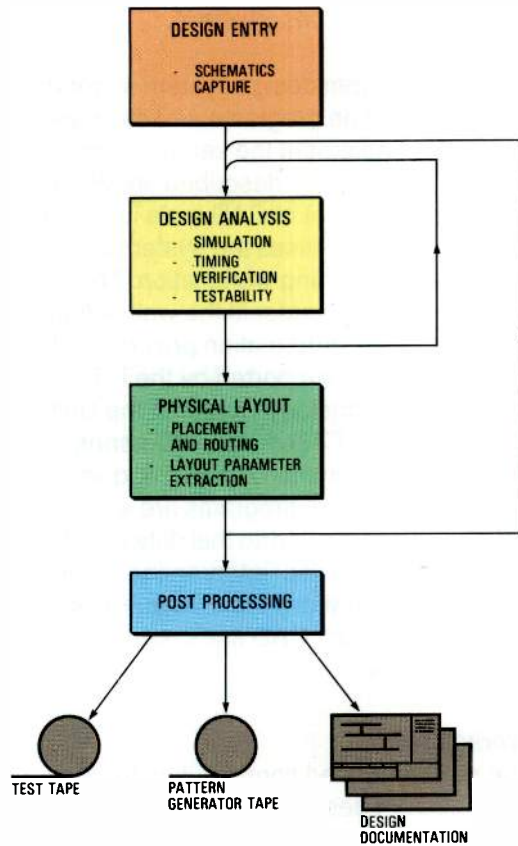 DESIGN ENTRY
- SCHEMATICS
CAPTURE
DESIGN ANALYSIS
- SIMULATION
- TIMING
VERIFICATION
- TESTABILITY
PHYSICAL LAYOUT
- PLACEMENT
AND ROUTING
- LAYOUT PARAMETER
EXTRACTION
POST PROCESSING
TEST TAPE
PATTERN
GENERATOR TAPE
DESIGN
DOCUMENTATION